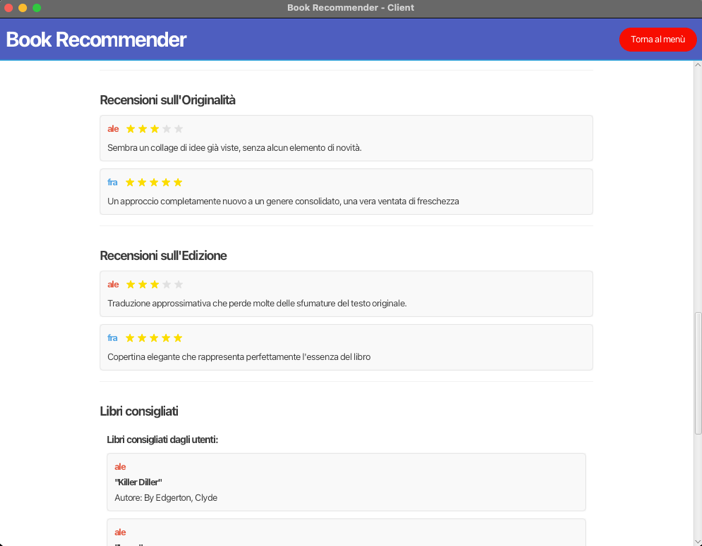 Book Recommender - Client
Book Recommender
Torna al menù
Recensioni sull'Originalità
ale
Sembra un collage di idee già viste, senza alcun elemento di novità.
fra
Un approccio completamente nuovo a un genere consolidato, una vera ventata di freschezza
Recensioni sull'Edizione
ale
Traduzione approssimativa che perde molte delle sfumature del testo originale.
fra
Copertina elegante che rappresenta perfettamente l'essenza del libro
Libri consigliati
Libri consigliati dagli utenti:
ale
"Killer Diller"
Autore: By Edgerton, Clyde
ale